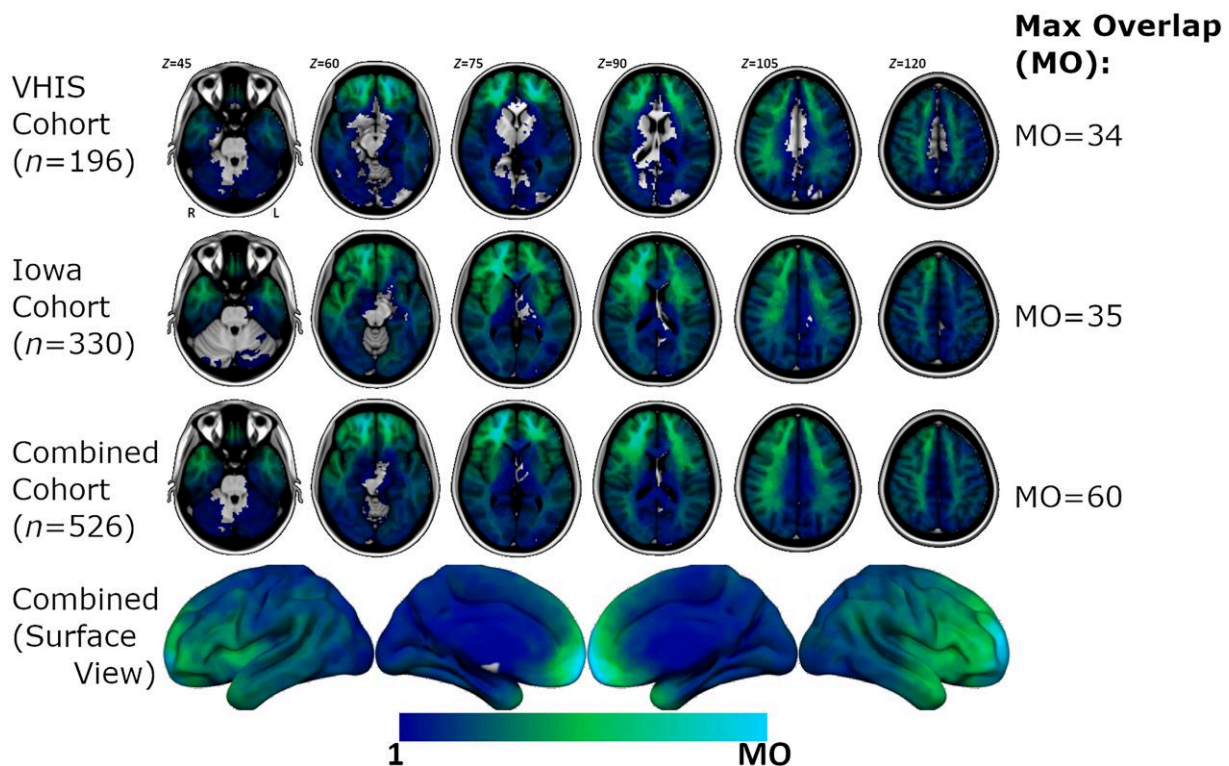 Max Overlap
(MO):
Z=45
Z=60
Z=75
Z=90
Z=105
Z=120
VHIS
Cohort
(n=196)
MO=34
R
L
Iowa
Cohort
(n=330)
MO=35
Combined
Cohort
(n=526)
MO=60
Combined
(Surface
View)
1
MO